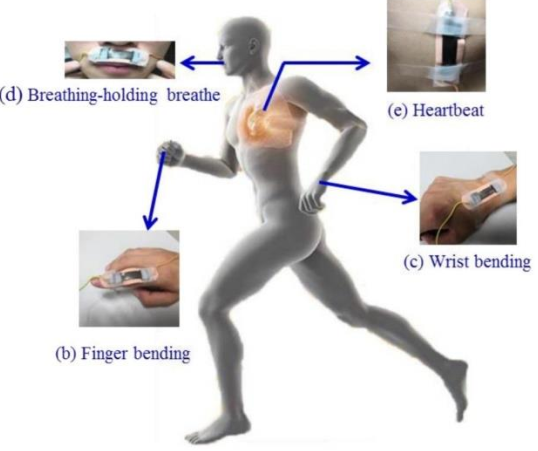 (d) Breathing-holding breathe
(e) Heartbeat
(c) Wrist bending
(b) Finger bending